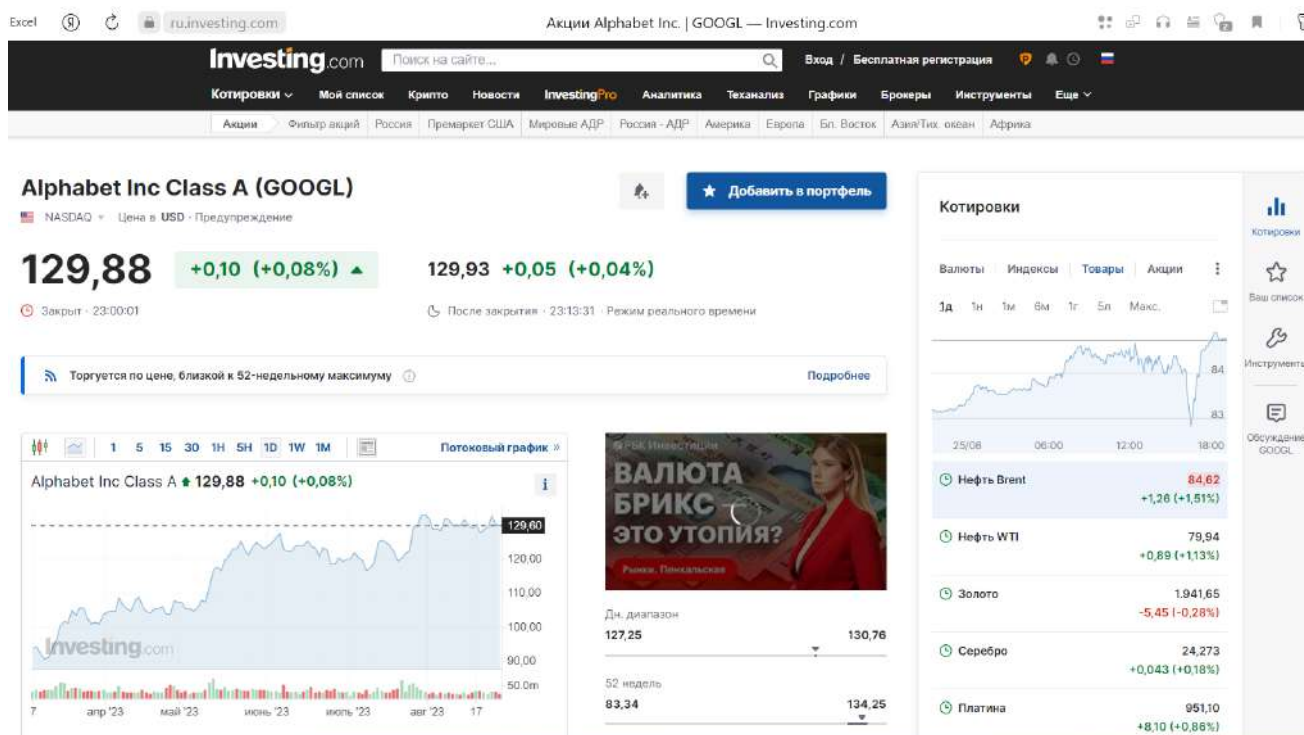 Excel ru.investing.com Акции Alphabet Inc. | GOOGL — Investing.com
Investing.com Поиск на сайте... Вход / Бесплатная регистрация
Котировки Мой список Крипто Новости InvestingPro Аналитика Теханализ Графики Брокеры Инструменты Еще
Акции Фильтр акций Россия Премаркет США Мировые АДР Россия - АДР Америка Европа Бл. Восток Азия/Тих. океан Африка
Alphabet Inc Class A (GOOGL)
Добавить в портфель
NASDAQ Цена в USD · Предупреждение
129,88 +0,10 (+0,08%) 129,93 +0,05 (+0,04%)
Закрыт · 23:00:01 После закрытия · 23:13:31 · Режим реального времени
Торгуется по цене, близкой к 52-недельному максимуму Подробнее
1 5 15 30 1H 5H 1D 1W 1M Потоковый график »
Alphabet Inc Class A 129,88 +0,10 (+0,08%)
129,60
120,00
110,00
100,00
90,00
50.0m
Investing.com
7 апр '23 май '23 июнь '23 июль '23 авг '23 17
РБК Инвестиции
ВАЛЮТА
БРИКС
ЭТО УТОПИЯ?
Рынки. Пенкальская
Дн. диапазон
127,25 130,76
52 недель
83,34 134,25
Котировки
Валюты Индексы Товары Акции
1д 1н 1м 6м 1г 5л Макс.
84
83
25/08 06:00 12:00 18:00
Нефть Brent 84,62
+1,26 (+1,51%)
Нефть WTI 79,94
+0,89 (+1,13%)
Золото 1.941,65
-5,45 (-0,28%)
Серебро 24,273
+0,043 (+0,18%)
Платина 951,10
+8,10 (+0,86%)
Котировки
Ваш список
Инструменты
Обсуждение
GOOGL